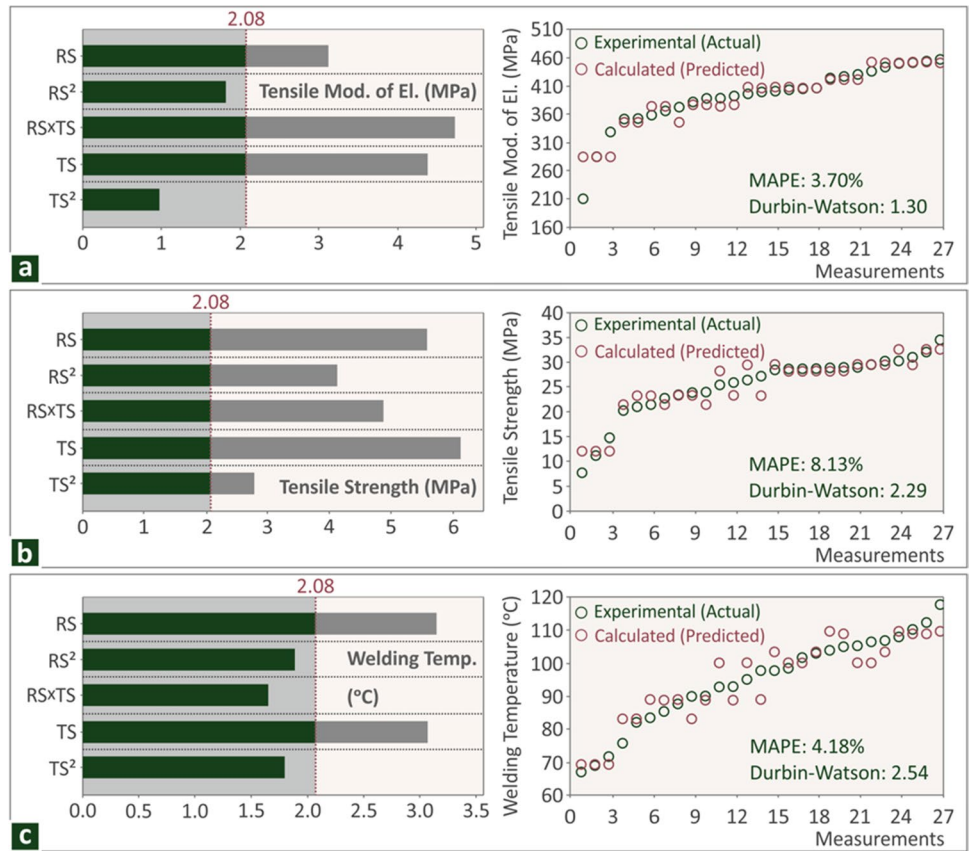 2.08
RS
RS²
Tensile Mod. of El. (MPa)
RSxTS
TS
TS²
0 1 2 3 4 5
a
Tensile Mod. of El. (MPa)
510
460
410
360
310
260
210
160
Experimental (Actual)
Calculated (Predicted)
MAPE: 3.70%
Durbin-Watson: 1.30
0 3 6 9 12 15 18 21 24 27
Measurements
2.08
RS
RS²
RSxTS
TS
TS²
Tensile Strength (MPa)
0 1 2 3 4 5 6
b
Tensile Strength (MPa)
40
35
30
25
20
15
10
5
0
Experimental (Actual)
Calculated (Predicted)
MAPE: 8.13%
Durbin-Watson: 2.29
0 3 6 9 12 15 18 21 24 27
Measurements
2.08
RS
RS²
Welding Temp.
RSxTS
(°C)
TS
TS²
0.0 0.5 1.0 1.5 2.0 2.5 3.0 3.5
c
Welding Temperature (°C)
120
110
100
90
80
70
60
Experimental (Actual)
Calculated (Predicted)
MAPE: 4.18%
Durbin-Watson: 2.54
0 3 6 9 12 15 18 21 24 27
Measurements